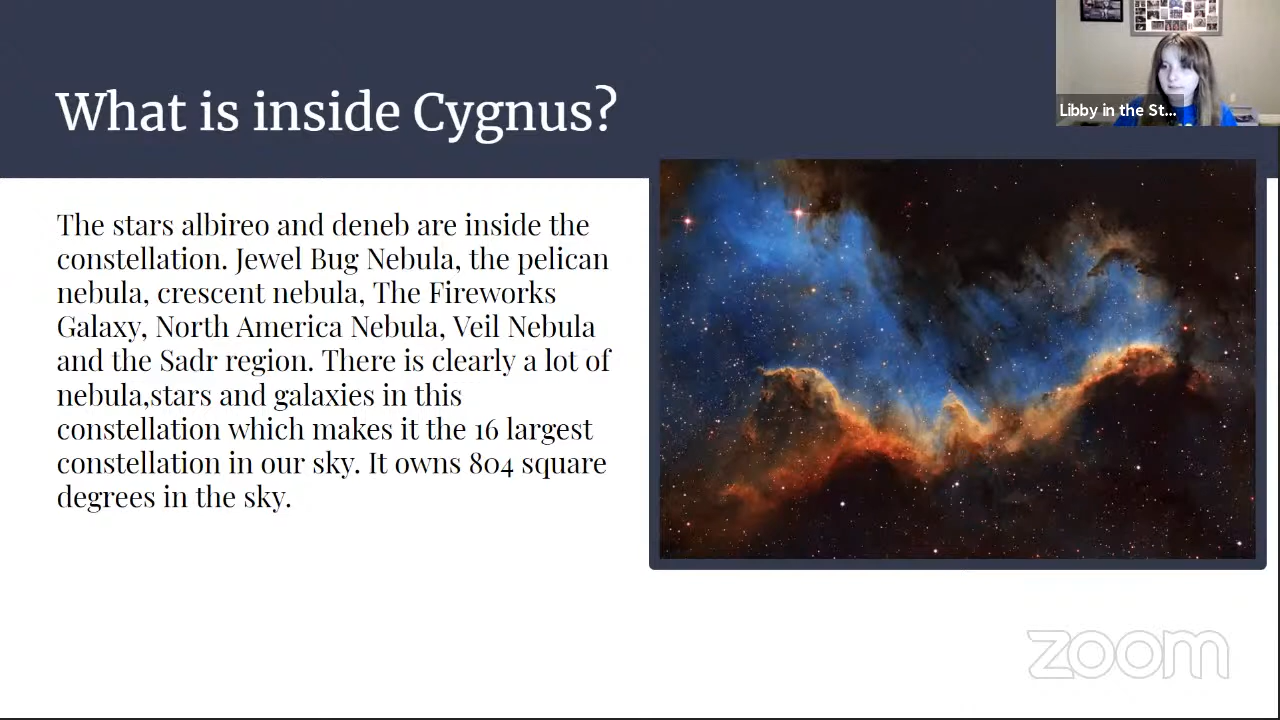 What is inside Cygnus?
Libby in the St...
The stars albireo and deneb are inside the
constellation. Jewel Bug Nebula, the pelican
nebula, crescent nebula, The Fireworks
Galaxy, North America Nebula, Veil Nebula
and the Sadr region. There is clearly a lot of
nebula,stars and galaxies in this
constellation which makes it the 16 largest
constellation in our sky. It owns 804 square
degrees in the sky.
zoom